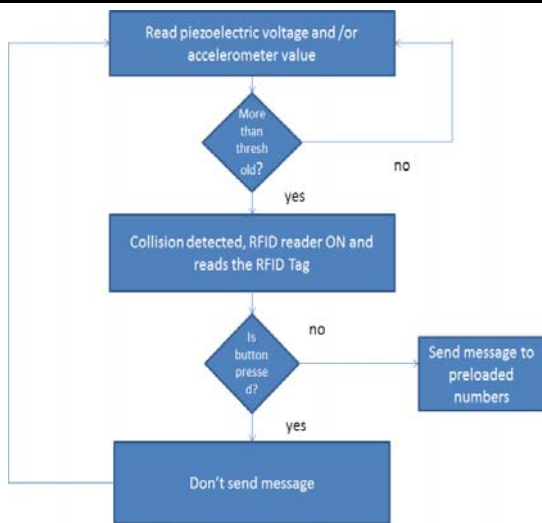 Read piezoelectric voltage and /or
accelerometer value
More
than
thresh
old?
no
yes
Collision detected, RFID reader ON and
reads the RFID Tag
Is
button
presse
d?
no
Send message to
preloaded
numbers
yes
Don't send message